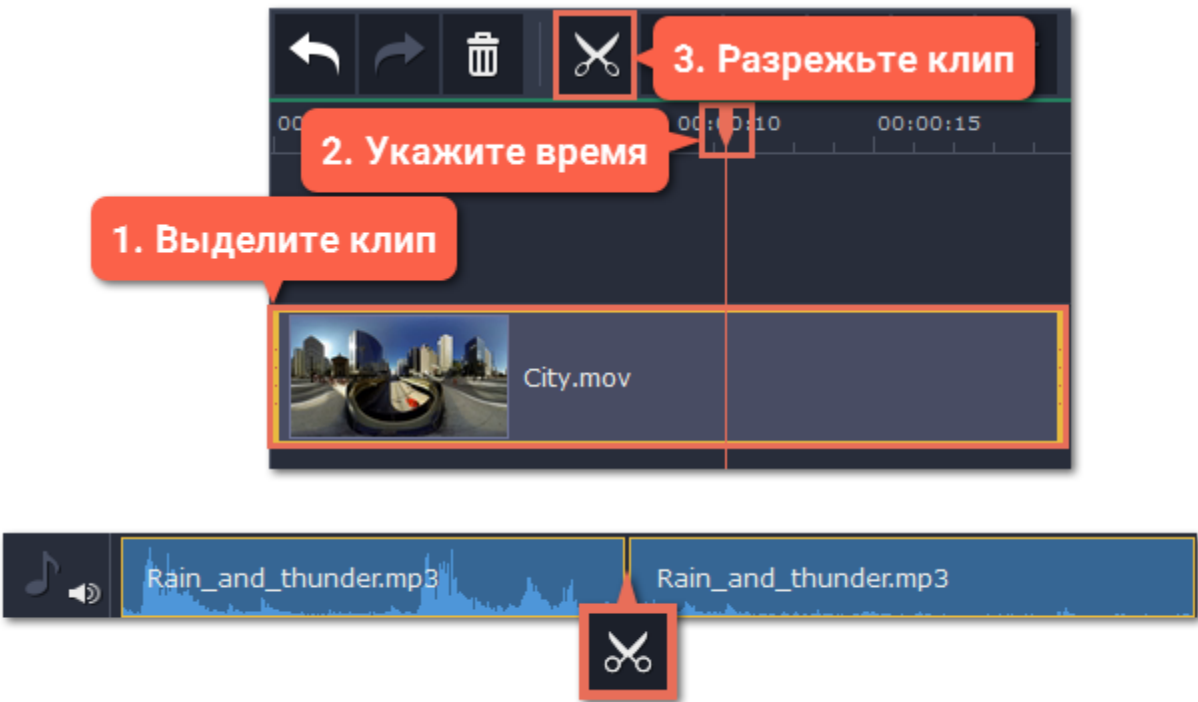 3. Разрежьте клип
00:00:10
00:00:15
2. Укажите время
1. Выделите клип
City.mov
Rain_and_thunder.mp3
Rain_and_thunder.mp3